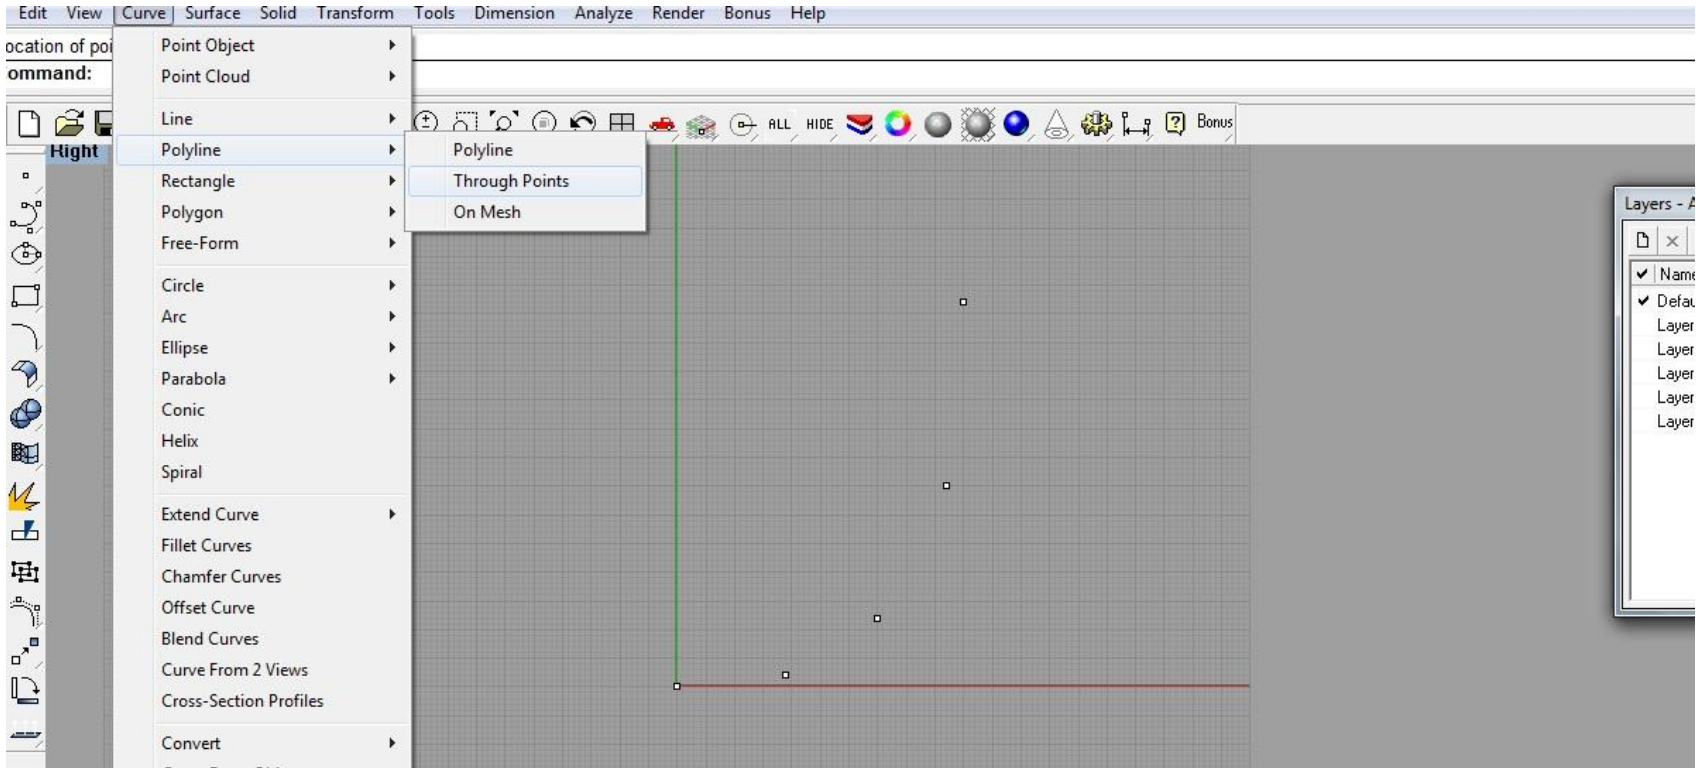 Edit View Curve Surface Solid Transform Tools Dimension Analyze Render Bonus Help
ocation of poi
ommand:
ALL HIDE Bonus
Right
Point Object
Point Cloud
Line
Polyline
Rectangle
Polygon
Free-Form
Circle
Arc
Ellipse
Parabola
Conic
Helix
Spiral
Extend Curve
Fillet Curves
Chamfer Curves
Offset Curve
Blend Curves
Curve From 2 Views
Cross-Section Profiles
Convert
Polyline
Through Points
On Mesh
Layers - A
Name
Defau
Layer
Layer
Layer
Layer
Layer